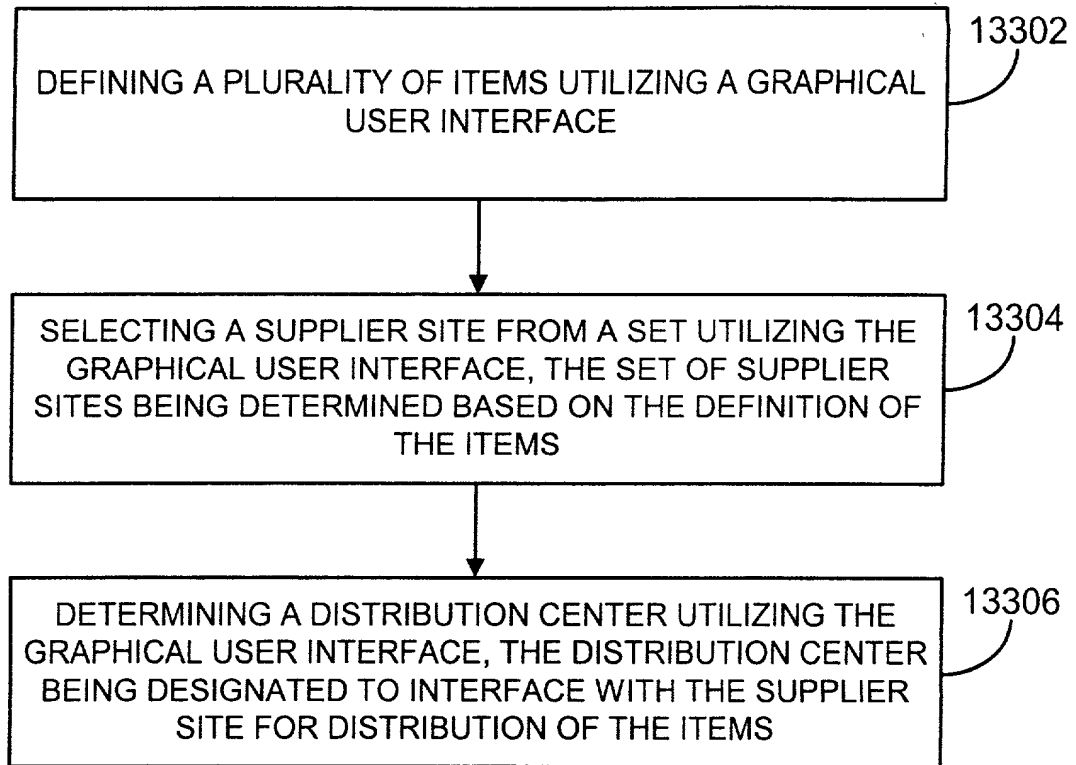 13302
DEFINING A PLURALITY OF ITEMS UTILIZING A GRAPHICAL
USER INTERFACE
13304
SELECTING A SUPPLIER SITE FROM A SET UTILIZING THE
GRAPHICAL USER INTERFACE, THE SET OF SUPPLIER
SITES BEING DETERMINED BASED ON THE DEFINITION OF
THE ITEMS
13306
DETERMINING A DISTRIBUTION CENTER UTILIZING THE
GRAPHICAL USER INTERFACE, THE DISTRIBUTION CENTER
BEING DESIGNATED TO INTERFACE WITH THE SUPPLIER
SITE FOR DISTRIBUTION OF THE ITEMS